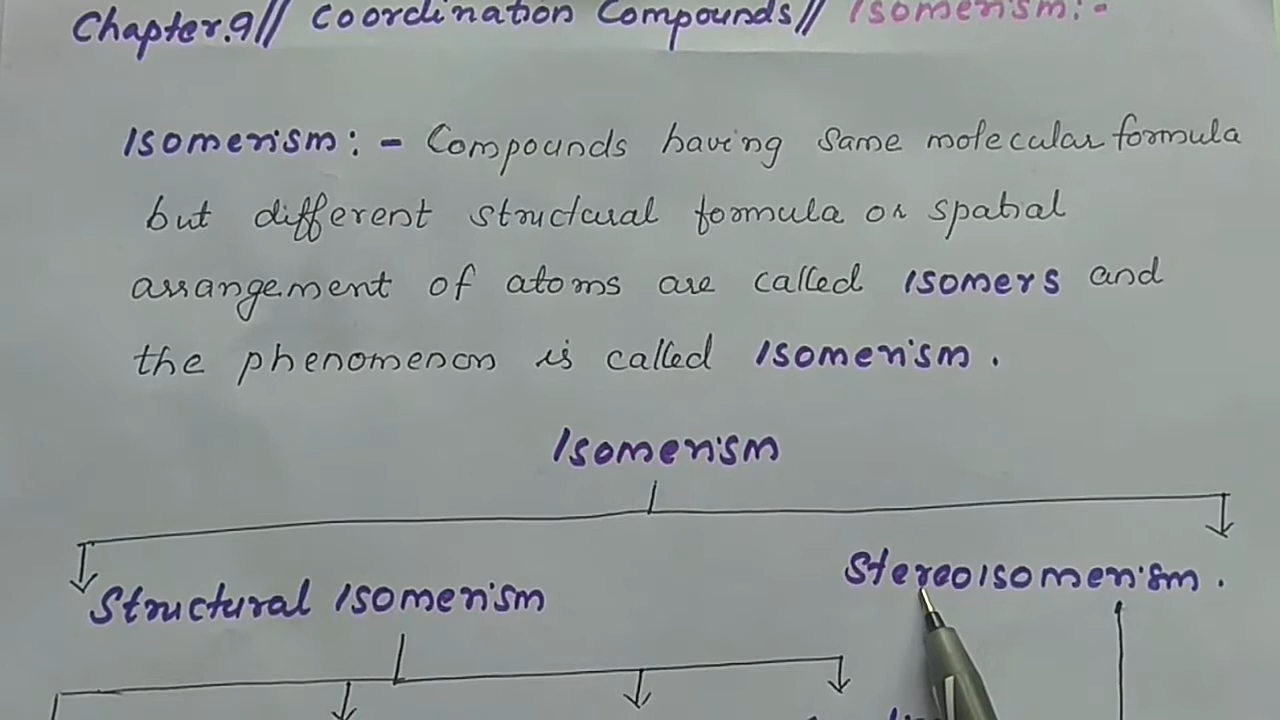 Chapter.9// Coordination Compounds// Isomerism:-
Isomerism:- Compounds having same molecular formula
but different structural formula or spatial
arrangement of atoms are called Isomers and
the phenomenon is called Isomerism.
Isomerism
Structural Isomerism
Stereoisomerism.